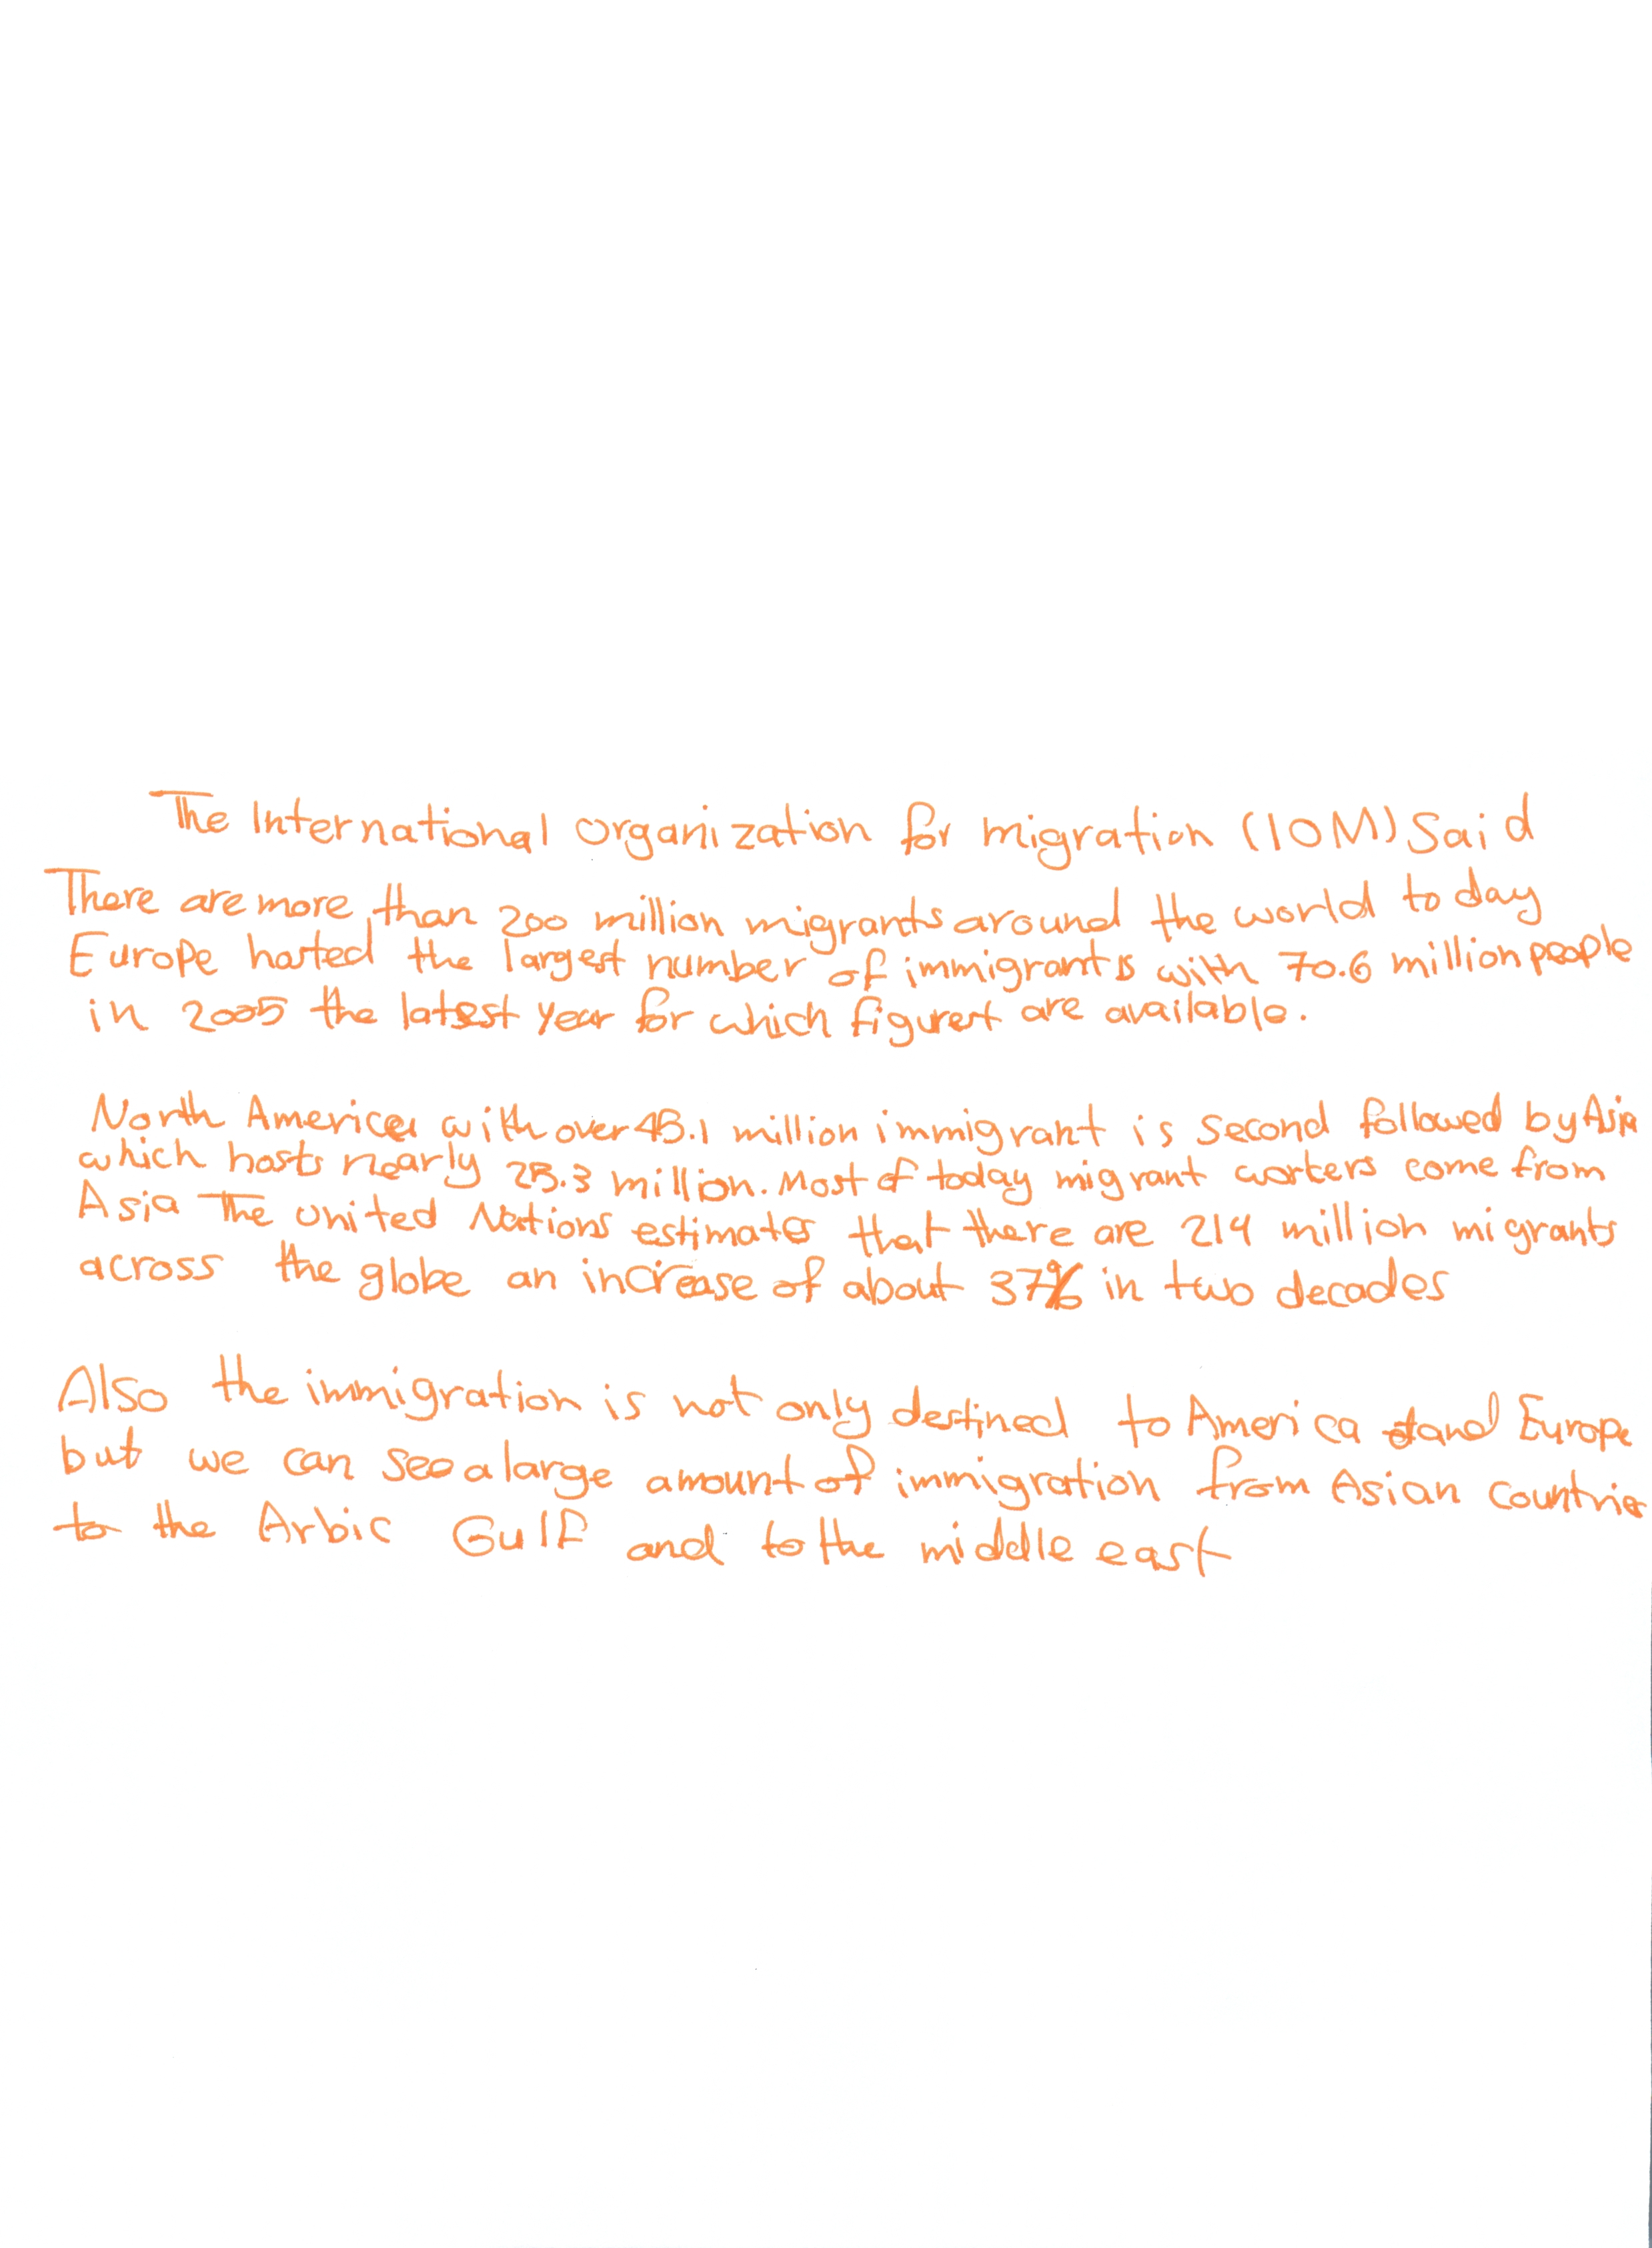 The International organization for migration (IOM) Said
There are more than 200 million migrants around the world to day
Europe hosted the largest number of immigrants with 70.6 million people
in 2005 the latest year for which figurest are available.
North America with over 45.1 million immigrant is second followed by Asia
which hosts nearly 25.3 million. Most of today migrant workers come from
Asia The united Nations estimates that there are 214 million migrants
across the globe an increase of about 37% in two decades
Also the immigration is not only destined to America and Europe
but we can see a large amount of immigration from Asian countries
to the Arbic Gulf and to the middle east